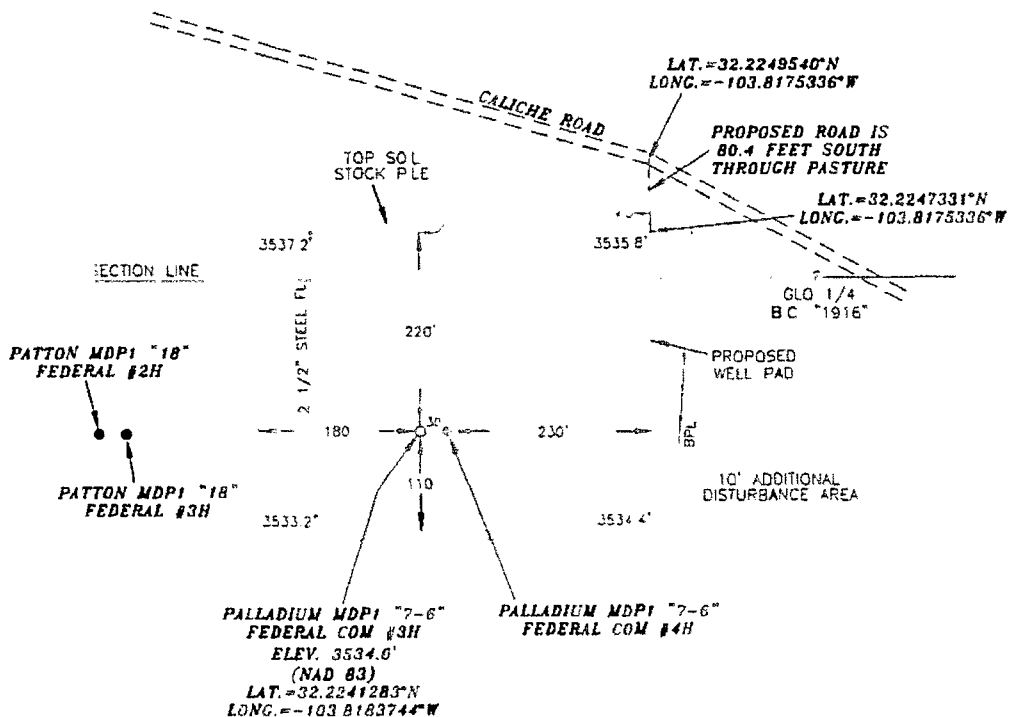 LAT.=32.2249540°N
LONG.=-103.8175336°W
CALICHE ROAD
PROPOSED ROAD IS
80.4 FEET SOUTH
THROUGH PASTURE
TOP SOIL
STOCK PILE
LAT.=32.2247331°N
LONG.=-103.8175336°W
3537.2'
3535.8'
SECTION LINE
GLO 1/4
B C "1916"
2 1/2" STEEL FL
220'
PATTON MDP1 "18"
FEDERAL #2H
PROPOSED
WELL PAD
BPL
180
30
230'
110
PATTON MDP1 "18"
FEDERAL #3H
10' ADDITIONAL
DISTURBANCE AREA
3533.2'
3534.4'
PALLADIUM MDP1 "7-6"
FEDERAL COM #3H
ELEV. 3534.0'
(NAD 83)
LAT.=32.2241283°N
LONG.=-103.8183744°W
PALLADIUM MDP1 "7-6"
FEDERAL COM #4H